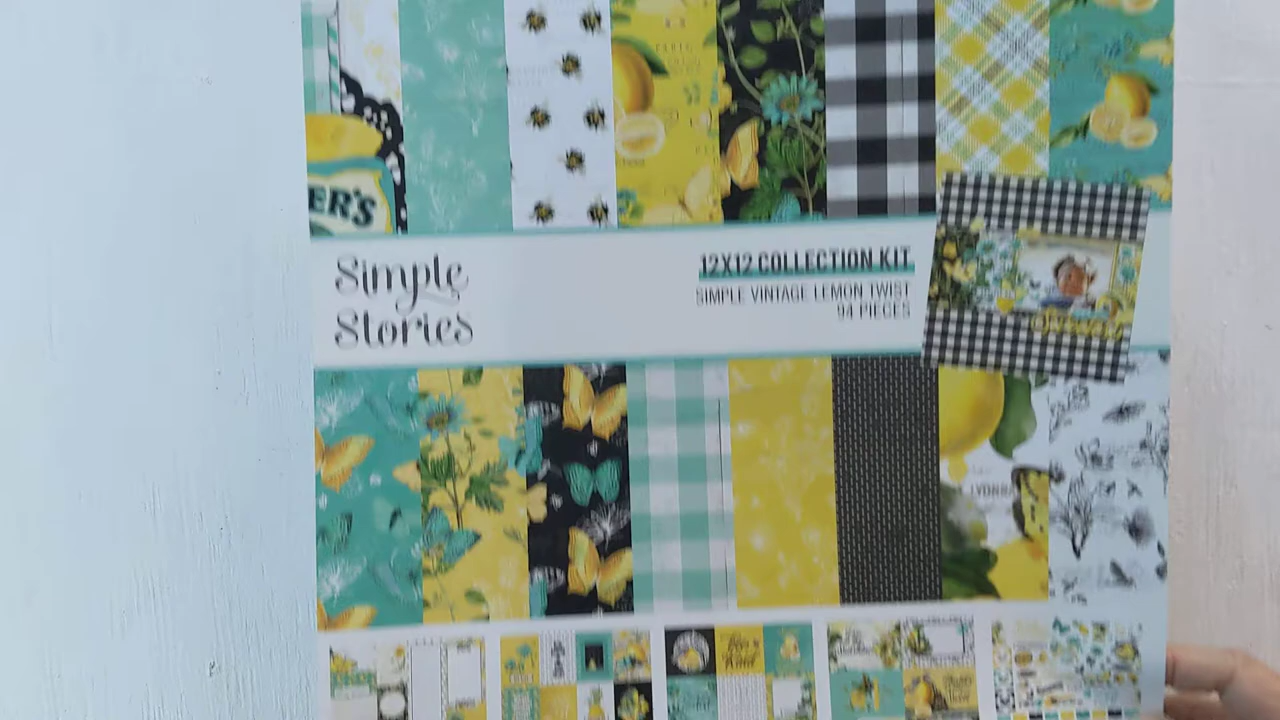 ER'S
Simple
Stories
12X12 COLLECTION KIT
SIMPLE VINTAGE LEMON TWIST
94 PIECES